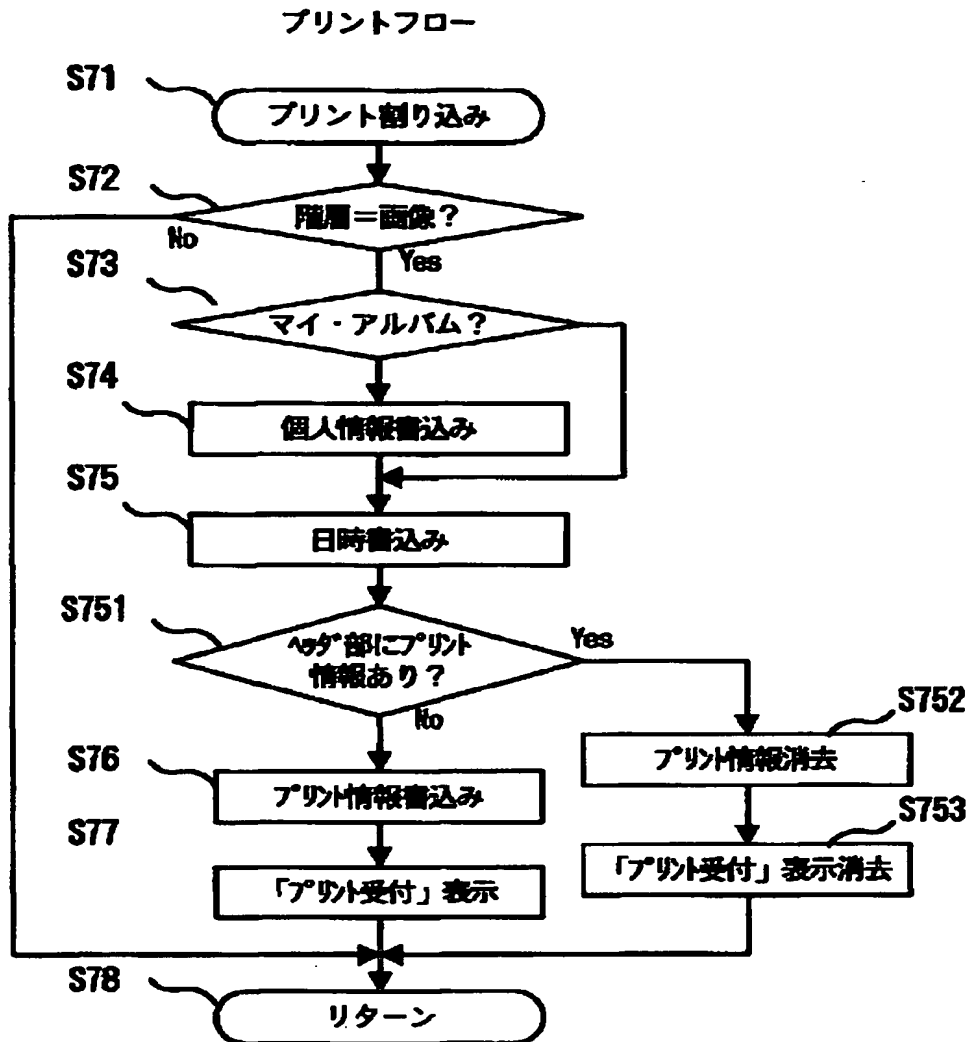 プリントフロー
S71
プリント割り込み
S72
階層＝画像？
No
Yes
S73
マイ・アルバム？
S74
個人情報書込み
S75
日時書込み
S751
ﾍｯﾀﾞ部にﾌﾟﾘﾝﾄ
情報あり？
Yes
No
S752
ﾌﾟﾘﾝﾄ情報消去
S76
ﾌﾟﾘﾝﾄ情報書込み
S753
「ﾌﾟﾘﾝﾄ受付」表示消去
S77
「ﾌﾟﾘﾝﾄ受付」表示
S78
リターン